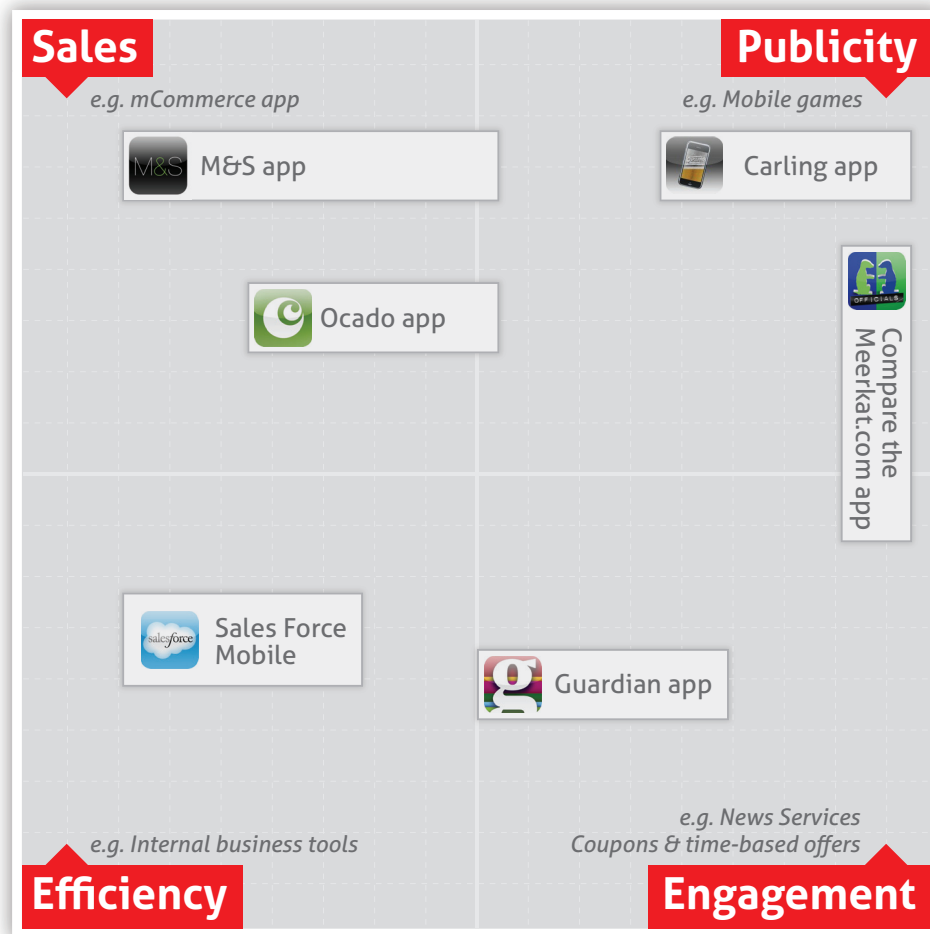 Sales
Publicity
e.g. mCommerce app
e.g. Mobile games
M&S
M&S app
Carling app
OFFICIALS
Ocado app
Compare the
Meerkat.com app
salesforce
Sales Force
Mobile
g
Guardian app
e.g. News Services
e.g. Internal business tools
Coupons & time-based offers
Efficiency
Engagement